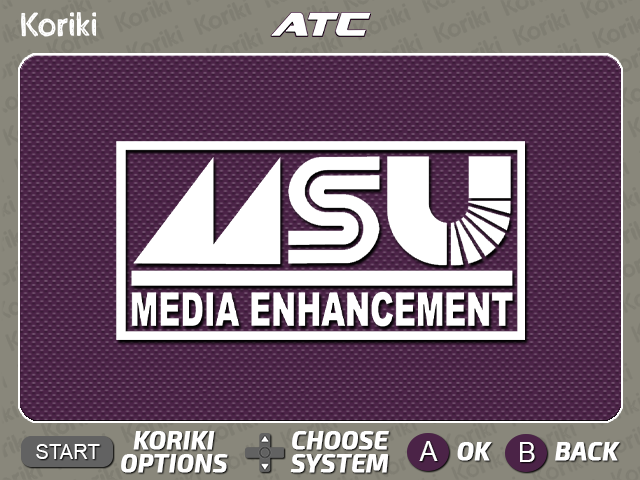 Koriki
ATC
MSU
MEDIA ENHANCEMENT
START
KORIKI
OPTIONS
CHOOSE
SYSTEM
A
OK
B
BACK